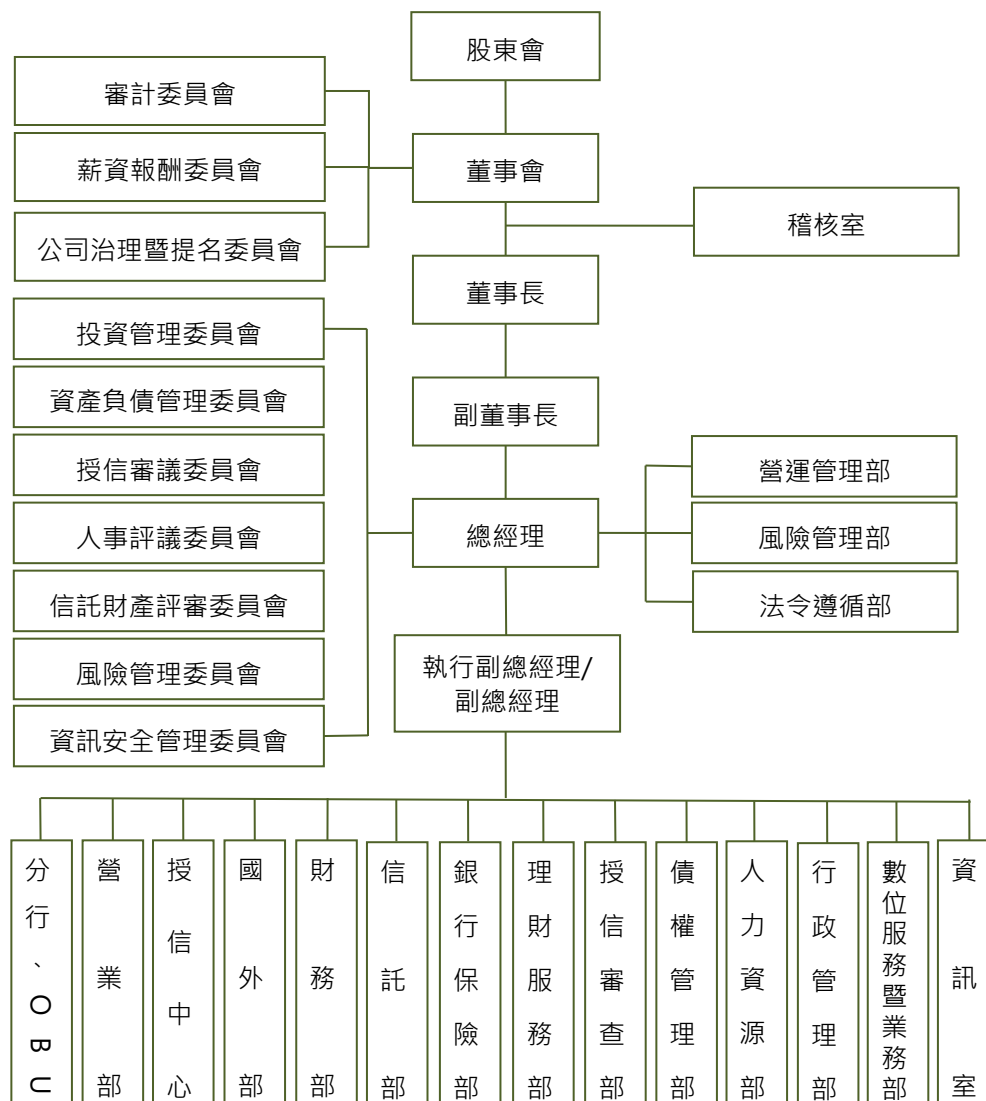 股東會
審計委員會
薪資報酬委員會
董事會
稽核室
公司治理暨提名委員會
董事長
投資管理委員會
資產負債管理委員會
副董事長
授信審議委員會
營運管理部
人事評議委員會
總經理
風險管理部
信託財產評審委員會
法令遵循部
風險管理委員會
執行副總經理/
副總經理
資訊安全管理委員會
分行、OBU
營業部
授信中心
國外部
財務部
信託部
銀行保險部
理財服務部
授信審查部
債權管理部
人力資源部
行政管理部
數位服務暨業務部
資訊室